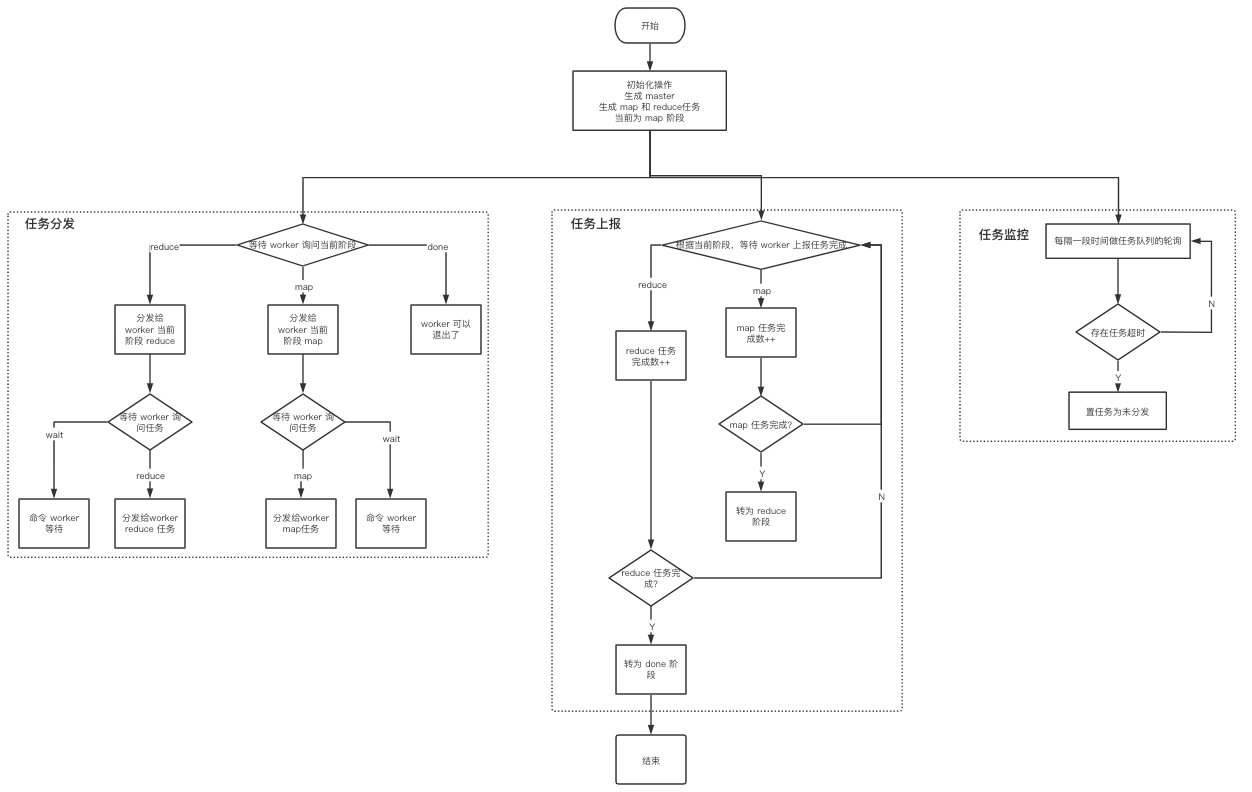 开始
初始化操作
生成 master
生成 map 和 reduce任务
当前为 map 阶段
任务分发
等待 worker 询问当前阶段
reduce
map
done
分发给
worker 当前
阶段 reduce
分发给
worker 当前
阶段 map
worker 可以
退出了
等待 worker 询
问任务
等待 worker 询
问任务
wait
reduce
map
wait
命令 worker
等待
分发给worker
reduce 任务
分发给worker
map任务
命令 worker
等待
任务上报
根据当前阶段，等待 worker 上报任务完成
reduce
map
reduce 任务
完成数++
map 任务完
成数++
map 任务完成?
Y
N
转为 reduce
阶段
reduce 任务完
成?
Y
转为 done 阶
段
结束
任务监控
每隔一段时间做任务队列的轮询
N
存在任务超时
Y
置任务为未分发